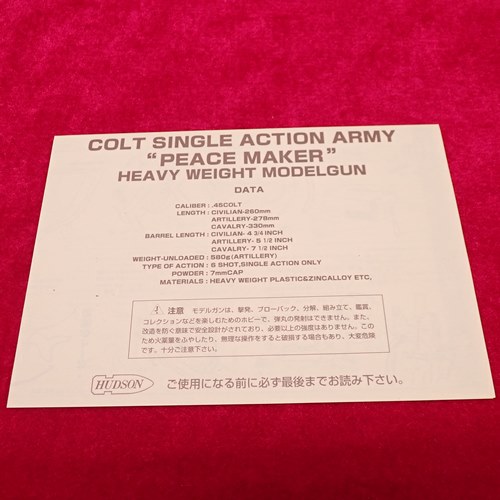 COLT SINGLE ACTION ARMY
"PEACE MAKER"
HEAVY WEIGHT MODELGUN
DATA
CALIBER : .45COLT
LENGTH : CIVILIAN-260mm
ARTILLERY-278mm
CAVALRY-330mm
BARREL LENGTH : CIVILIAN- 4 3/4 INCH
ARTILLERY- 5 1/2 INCH
CAVALRY- 7 1/2 INCH
WEIGHT-UNLOADED : 580g(ARTILLERY)
TYPE OF ACTION : 6 SHOT,SINGLE ACTION ONLY
POWDER : 7mmCAP
MATERIALS : HEAVY WEIGHT PLASTIC&ZINCALLOY ETC,
注意 モデルガンは、撃発、ブローバック、分解、組み立て、鑑賞、
コレクションなどを楽しむためのホビーで、弾丸の発射はできません。また、
改造を防ぐ意味で安全設計がされており、必要以上の強度はありません。この
ため火薬量をふやしたり、無理な操作をすると破損する場合もあり、大変危険
です。十分ご注意下さい。
HUDSON ご使用になる前に必ず最後までお読み下さい。